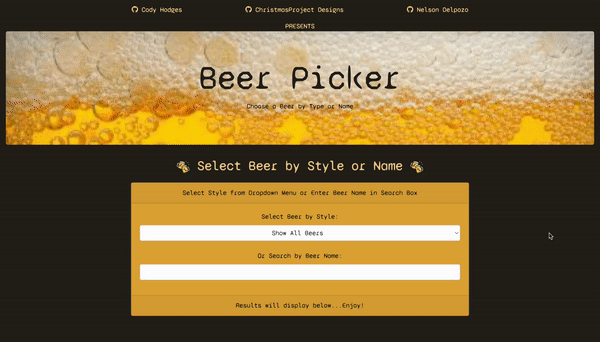 Cody Hodges ChristmasProject Designs Nelson Delpozo
PRESENTS
Beer Picker
Choose a Beer by Type or Name
Select Beer by Style or Name
Select Style from Dropdown Menu or Enter Beer Name in Search Box
Select Beer by Style:
Show All Beers
Or Search by Beer Name:
Results will display below...Enjoy!